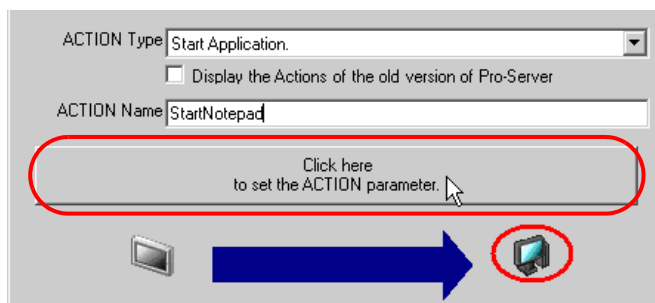 ACTION Type Start Application.
Display the Actions of the old version of Pro-Server
ACTION Name StartNotepad
Click here
to set the ACTION parameter.